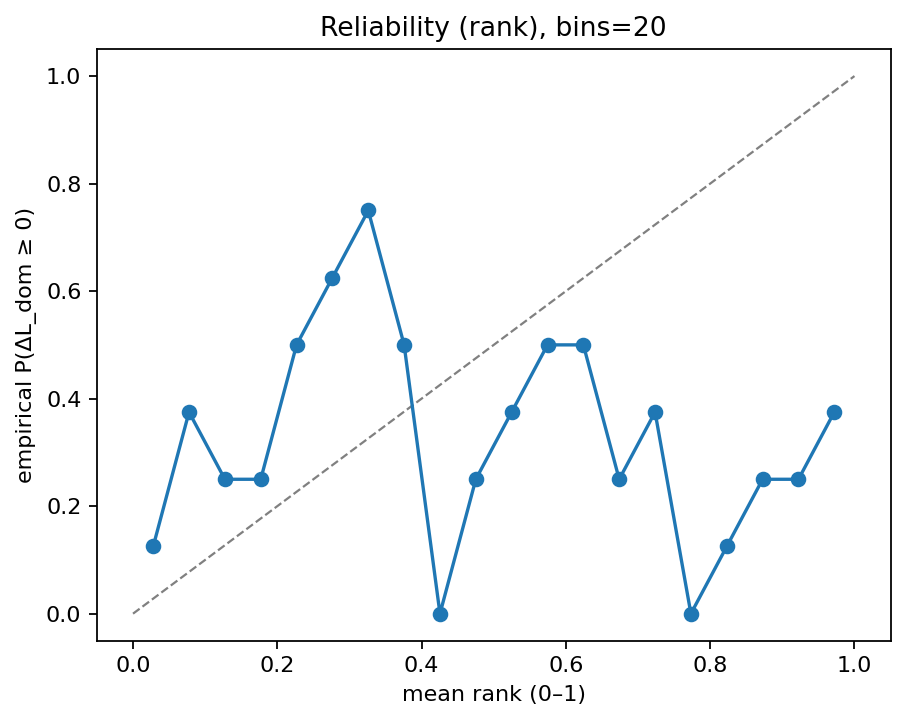 Reliability (rank), bins=20
empirical P(ΔL_dom ≥ 0)
1.0
0.8
0.6
0.4
0.2
0.0
0.0 0.2 0.4 0.6 0.8 1.0
mean rank (0–1)